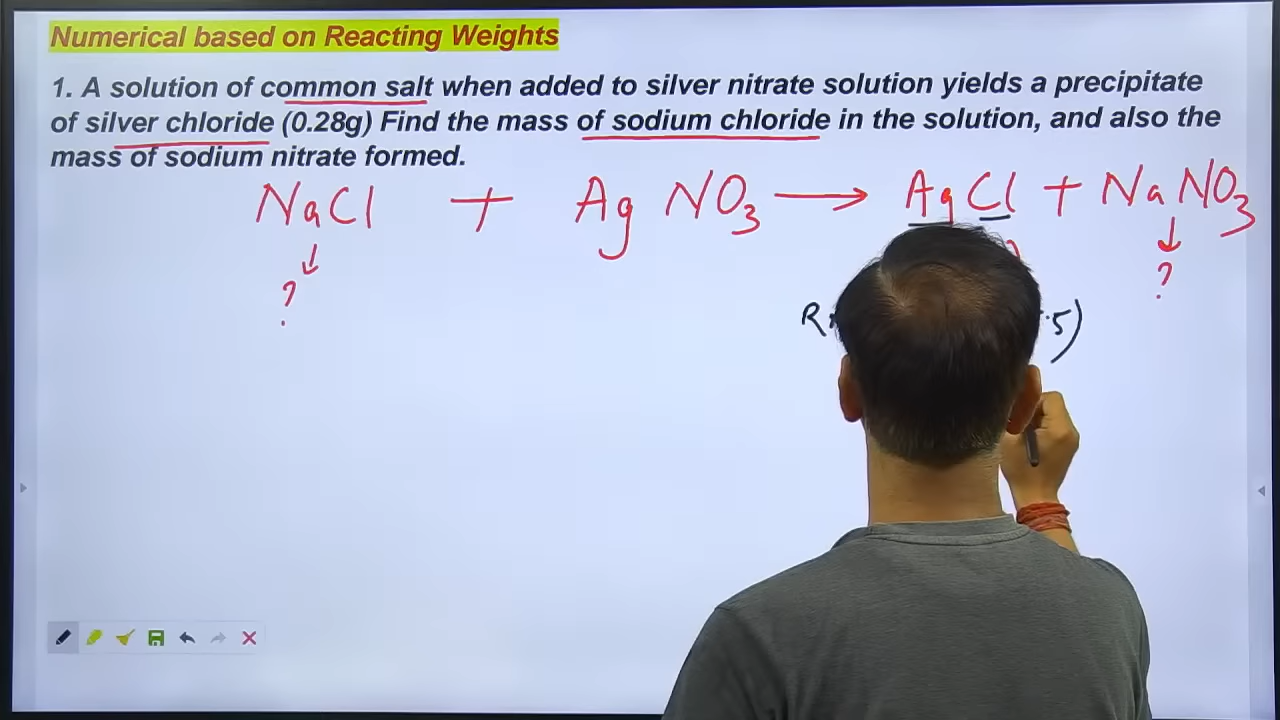 Numerical based on Reacting Weights
1. A solution of common salt when added to silver nitrate solution yields a precipitate
of silver chloride (0.28g) Find the mass of sodium chloride in the solution, and also the
mass of sodium nitrate formed.
NaCl + AgNO3 → AgCl + NaNO3
↓ ↓
? ?
.5)